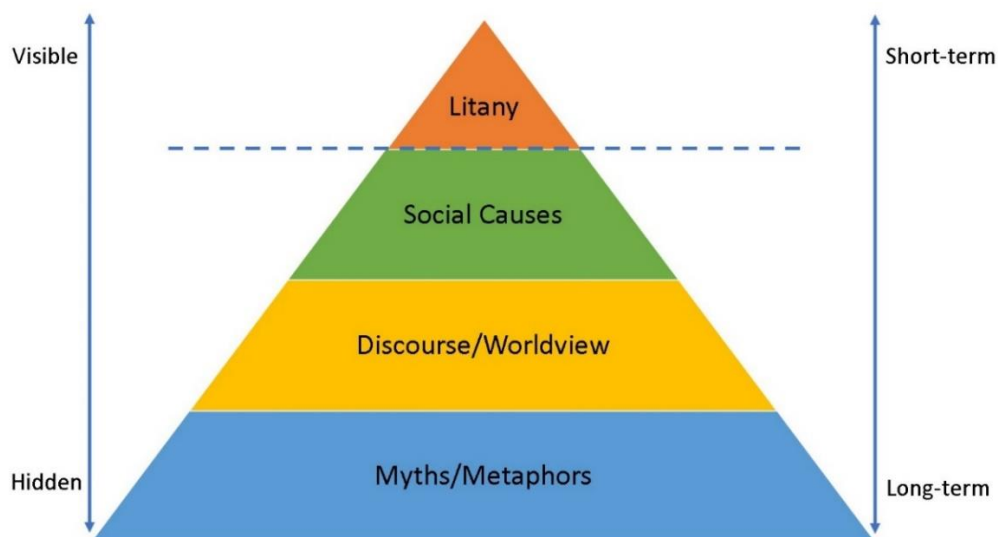 Visible
Short-term
Litany
Social Causes
Discourse/Worldview
Myths/Metaphors
Hidden
Long-term